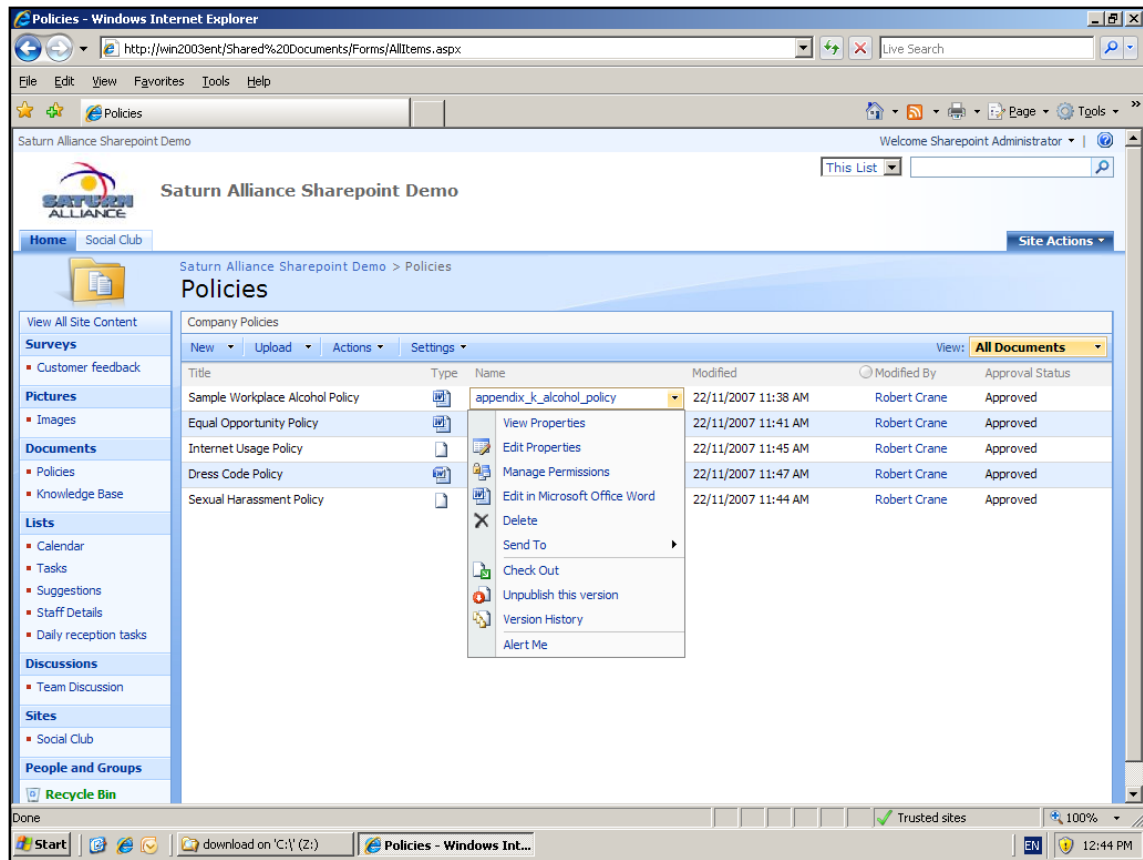 Policies - Windows Internet Explorer
http://win2003ent/Shared%20Documents/Forms/AllItems.aspx
Live Search
File Edit View Favorites Tools Help
Policies
Page Tools »
Saturn Alliance Sharepoint Demo
Welcome Sharepoint Administrator
This List
SATURN
ALLIANCE
Saturn Alliance Sharepoint Demo
Home Social Club
Site Actions
Saturn Alliance Sharepoint Demo > Policies
Policies
View All Site Content
Surveys
Customer feedback
Pictures
Images
Documents
Policies
Knowledge Base
Lists
Calendar
Tasks
Suggestions
Staff Details
Daily reception tasks
Discussions
Team Discussion
Sites
Social Club
People and Groups
Recycle Bin
Company Policies
New Upload Actions Settings View: All Documents
Title Type Name Modified Modified By Approval Status
Sample Workplace Alcohol Policy appendix_k_alcohol_policy 22/11/2007 11:38 AM Robert Crane Approved
Equal Opportunity Policy 22/11/2007 11:41 AM Robert Crane Approved
Internet Usage Policy 22/11/2007 11:45 AM Robert Crane Approved
Dress Code Policy 22/11/2007 11:47 AM Robert Crane Approved
Sexual Harassment Policy 22/11/2007 11:44 AM Robert Crane Approved
View Properties
Edit Properties
Manage Permissions
Edit in Microsoft Office Word
Delete
Send To
Check Out
Unpublish this version
Version History
Alert Me
Done
Trusted sites
100%
Start
download on 'C:\' (Z:)
Policies - Windows Int...
EN
12:44 PM